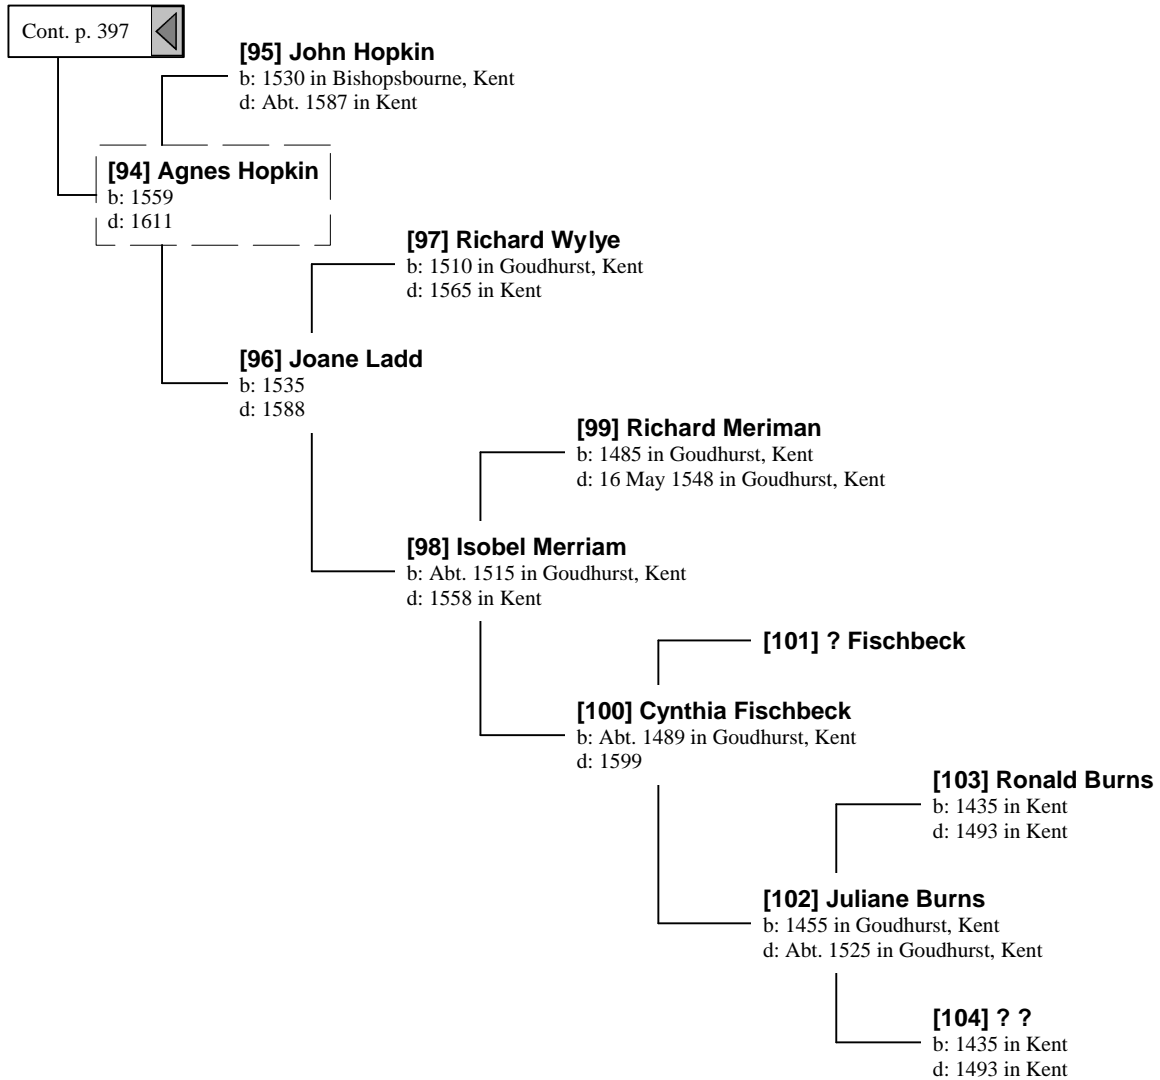 Cont. p. 397
[95] John Hopkin
b: 1530 in Bishopsbourne, Kent
d: Abt. 1587 in Kent
[94] Agnes Hopkin
b: 1559
d: 1611
[97] Richard Wylye
b: 1510 in Goudhurst, Kent
d: 1565 in Kent
[96] Joane Ladd
b: 1535
d: 1588
[99] Richard Meriman
b: 1485 in Goudhurst, Kent
d: 16 May 1548 in Goudhurst, Kent
[98] Isobel Merriam
b: Abt. 1515 in Goudhurst, Kent
d: 1558 in Kent
[101] ? Fischbeck
[100] Cynthia Fischbeck
b: Abt. 1489 in Goudhurst, Kent
d: 1599
[103] Ronald Burns
b: 1435 in Kent
d: 1493 in Kent
[102] Juliane Burns
b: 1455 in Goudhurst, Kent
d: Abt. 1525 in Goudhurst, Kent
[104] ? ?
b: 1435 in Kent
d: 1493 in Kent